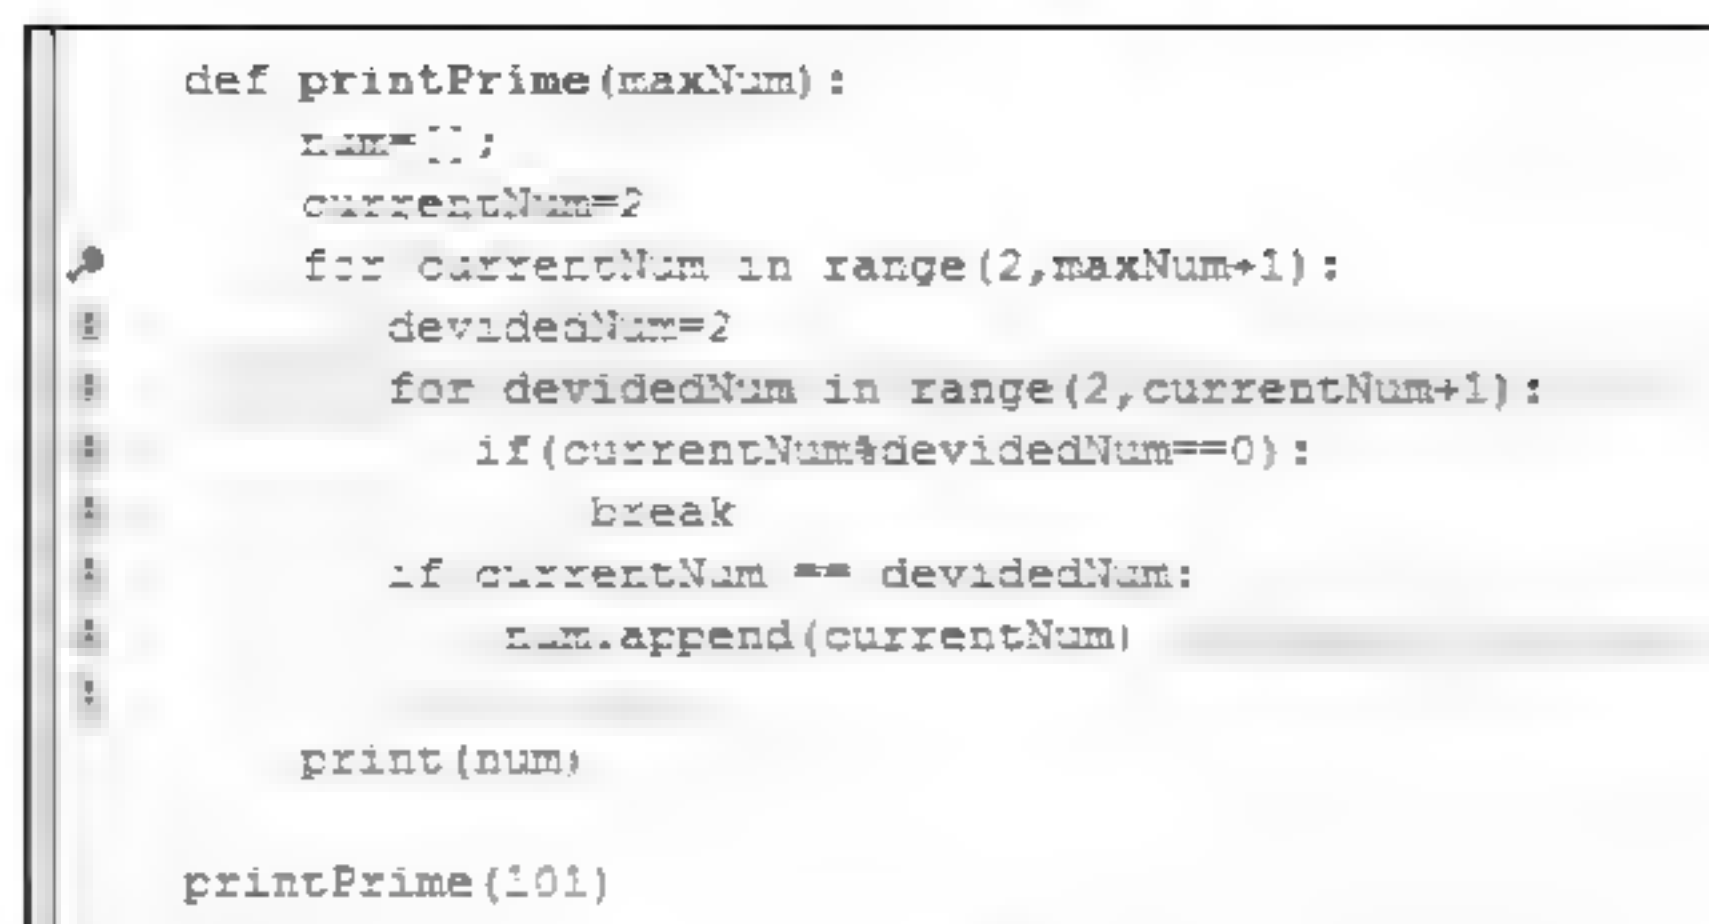 def printPrime(maxNum):
num=[];
currentNum=2
for currentNum in range(2,maxNum+1):
devidedNum=2
for devidedNum in range(2,currentNum+1):
if(currentNum%devidedNum==0):
break
if currentNum == devidedNum:
num.append(currentNum)
print(num)
printPrime(101)